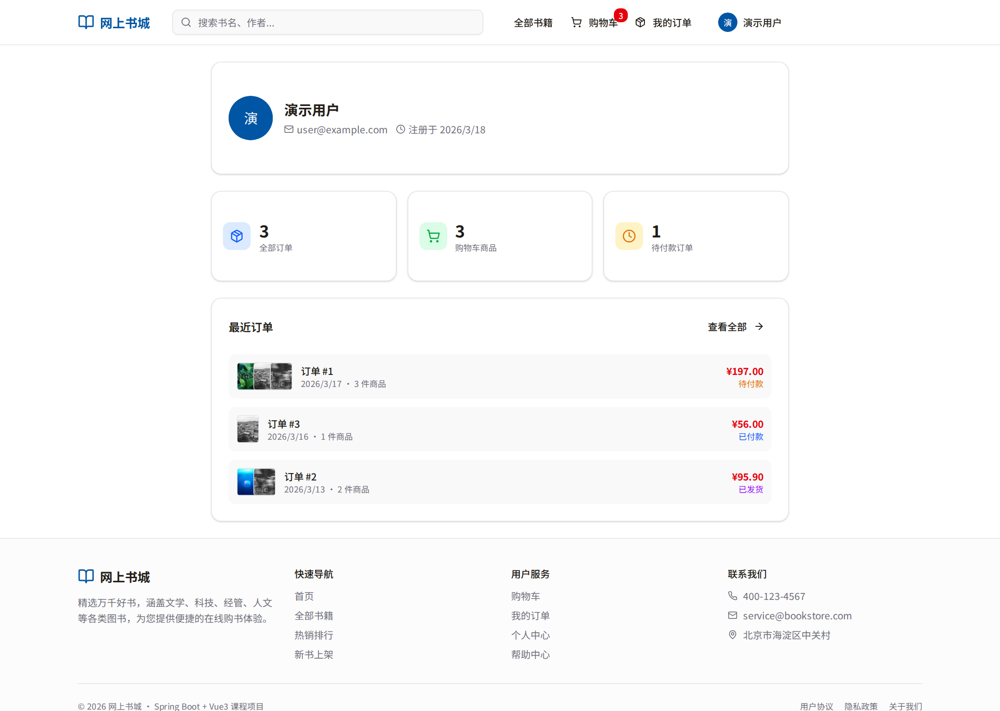 网上书城
搜索书名、作者...
全部书籍
购物车
3
我的订单
演
演示用户
演
演示用户
user@example.com 注册于 2026/3/18
3
全部订单
3
购物车商品
1
待付款订单
最近订单
查看全部
订单 #1
2026/3/17 • 3 件商品
¥197.00
待付款
订单 #3
2026/3/16 • 1 件商品
¥56.00
已付款
订单 #2
2026/3/13 • 2 件商品
¥95.90
已发货
网上书城
精选万千好书，涵盖文学、科技、经管、人文
等各类图书，为您提供便捷的在线购书体验。
快速导航
首页
全部书籍
热销排行
新书上架
用户服务
购物车
我的订单
个人中心
帮助中心
联系我们
400-123-4567
service@bookstore.com
北京市海淀区中关村
© 2026 网上书城 • Spring Boot + Vue3 课程项目
用户协议 隐私政策 关于我们